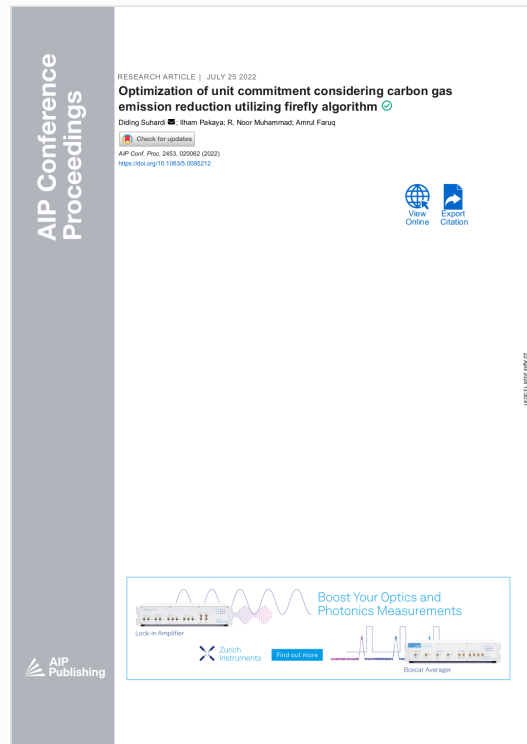 AIP Conference
Proceedings
RESEARCH ARTICLE | JULY 25 2022
Optimization of unit commitment considering carbon gas
emission reduction utilizing firefly algorithm
Diding Suhardi; Ilham Pakaya; R. Noor Muhammad; Amrul Faruq
Check for updates
AIP Conf. Proc. 2453, 020062 (2022)
https://doi.org/10.1063/5.0095212
View
Online
Export
Citation
Boost Your Optics and
Photonics Measurements
Lock-in Amplifier
Zurich
Instruments
Find out more
Boxcar Averager
AIP
Publishing